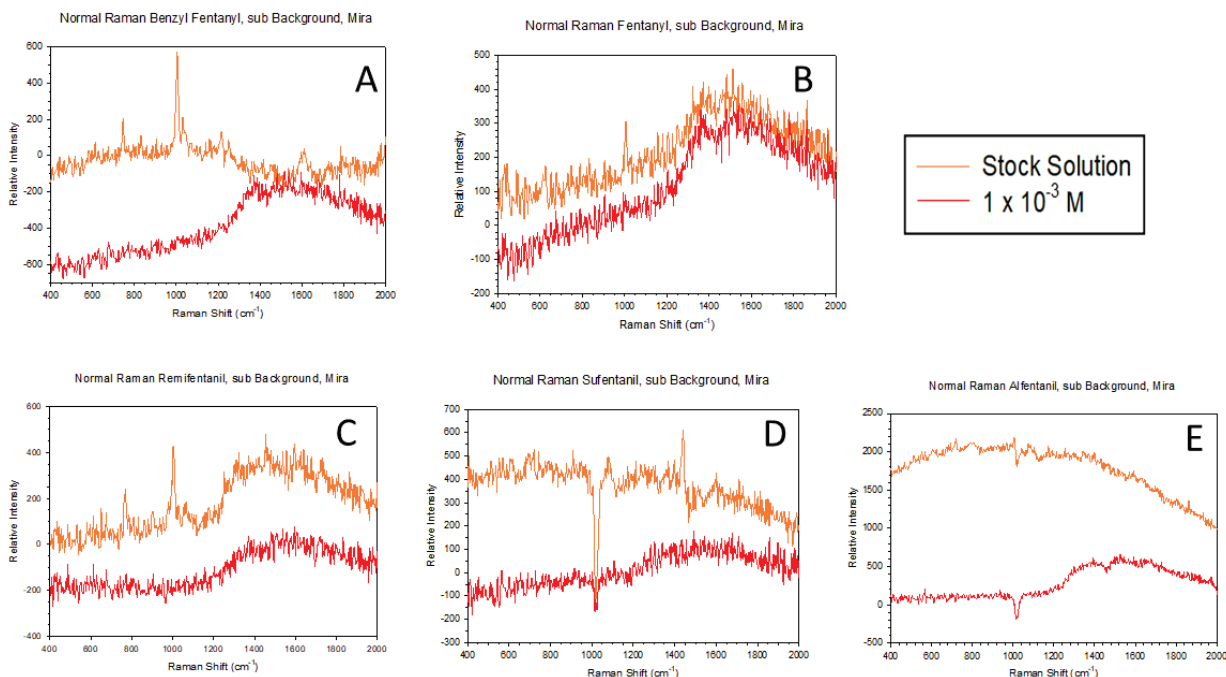 Normal Raman Benzyl Fentanyl, sub Background, Mira
A
600
400
200
0
-200
-400
-600
Relative Intensity
400 600 800 1000 1200 1400 1600 1800 2000
Raman Shift (cm⁻¹)
Normal Raman Fentanyl, sub Background, Mira
B
500
400
300
200
100
0
-100
-200
Relative Intensity
400 600 800 1000 1200 1400 1600 1800 2000
Raman Shift (cm⁻¹)
Stock Solution
1 x 10⁻³ M
Normal Raman Remifentanil, sub Background, Mira
C
600
400
200
0
-200
-400
Relative Intensity
400 600 800 1000 1200 1400 1600 1800 2000
Raman Shift (cm⁻¹)
Normal Raman Sufentanil, sub Background, Mira
D
700
600
500
400
300
200
100
0
-100
-200
-300
Relative Intensity
400 600 800 1000 1200 1400 1600 1800 2000
Raman Shift (cm⁻¹)
Normal Raman Alfentanil, sub Background, Mira
E
2500
2000
1500
1000
500
0
-500
Relative Intensity
400 600 800 1000 1200 1400 1600 1800 2000
Raman Shift (cm⁻¹)